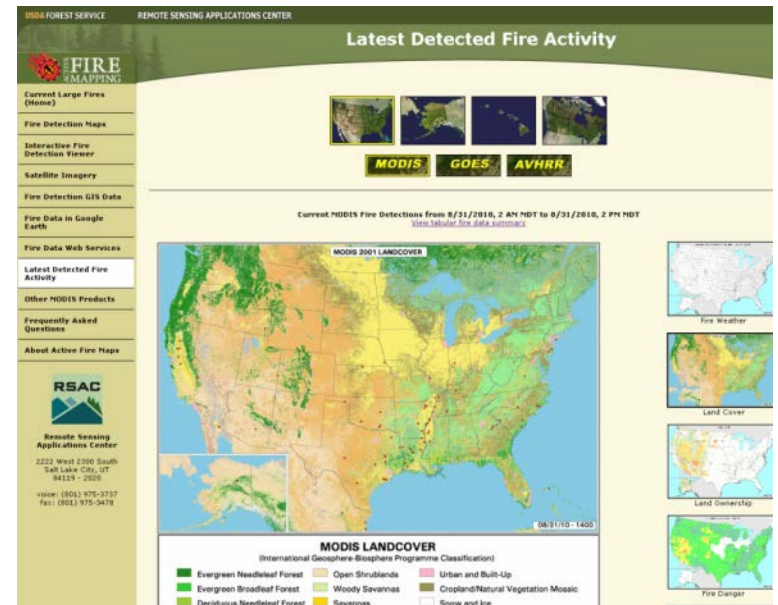 USDA FOREST SERVICE REMOTE SENSING APPLICATIONS CENTER
Latest Detected Fire Activity
ACTIVE
FIRE
MAPPING
Current Large Fires
(Home)
Fire Detection Maps
Interactive Fire
Detection Viewer
Satellite Imagery
Fire Detection GIS Data
Fire Data in Google
Earth
Fire Data Web Services
Latest Detected Fire
Activity
Other MODIS Products
Frequently Asked
Questions
About Active Fire Maps
RSAC
Remote Sensing
Applications Center
2222 West 2300 South
Salt Lake City, UT
84119 - 2020
voice: (801) 975-3737
fax: (801) 975-3478
MODIS GOES AVHRR
Current MODIS Fire Detections from 8/31/2010, 2 AM MDT to 8/31/2010, 2 PM MDT
View tabular fire data summary
MODIS 2001 LANDCOVER
08/31/10 - 1400
MODIS LANDCOVER
(International Geosphere-Biosphere Programme Classification)
Evergreen Needleleaf Forest Open Shrublands Urban and Built-Up
Evergreen Broadleaf Forest Woody Savannas Cropland/Natural Vegetation Mosaic
Deciduous Needleleaf Forest Savannas Snow and Ice
Fire Weather
Land Cover
Land Ownership
Fire Danger